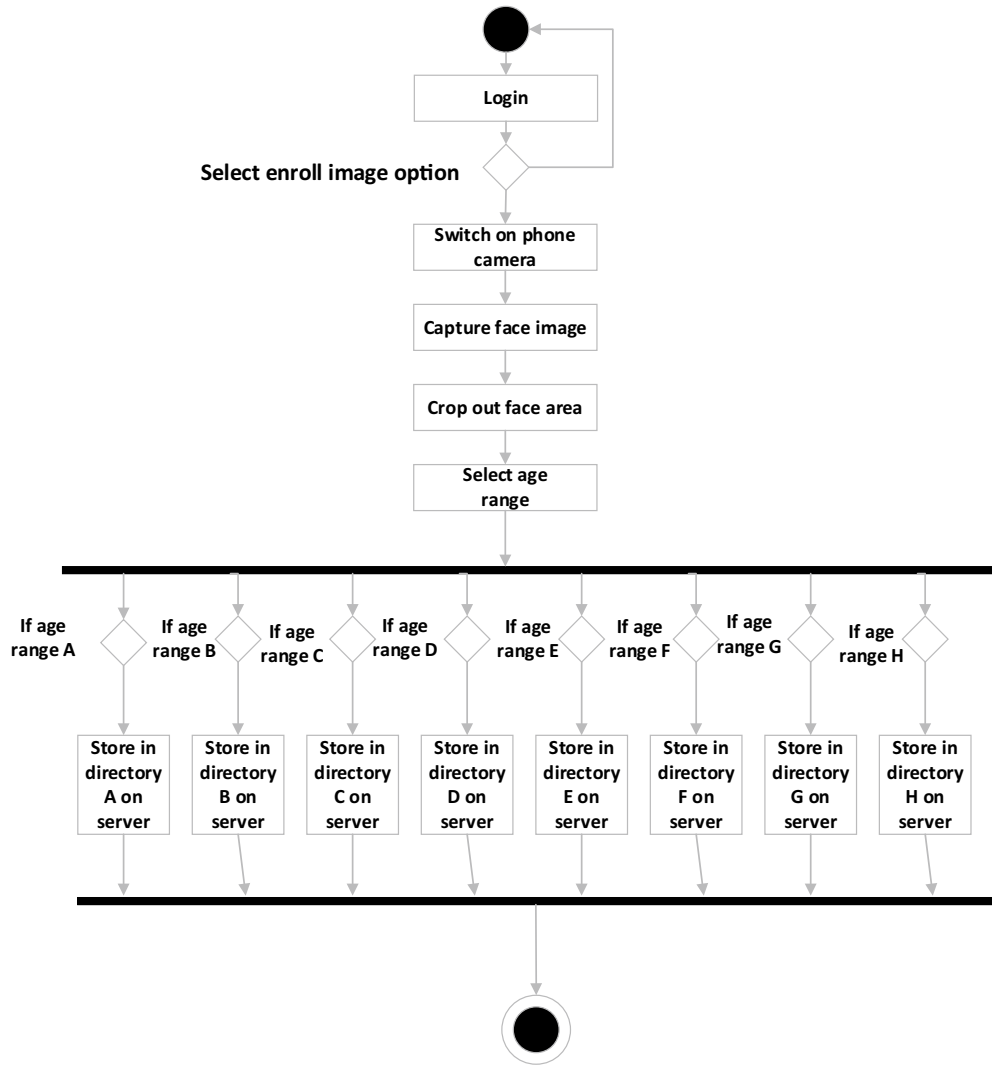 Login
Select enroll image option
Switch on phone
camera
Capture face image
Crop out face area
Select age
range
If age
range A
If age
range B
If age
range C
If age
range D
If age
range E
If age
range F
If age
range G
If age
range H
Store in
directory
A on
server
Store in
directory
B on
server
Store in
directory
C on
server
Store in
directory
D on
server
Store in
directory
E on
server
Store in
directory
F on
server
Store in
directory
G on
server
Store in
directory
H on
server